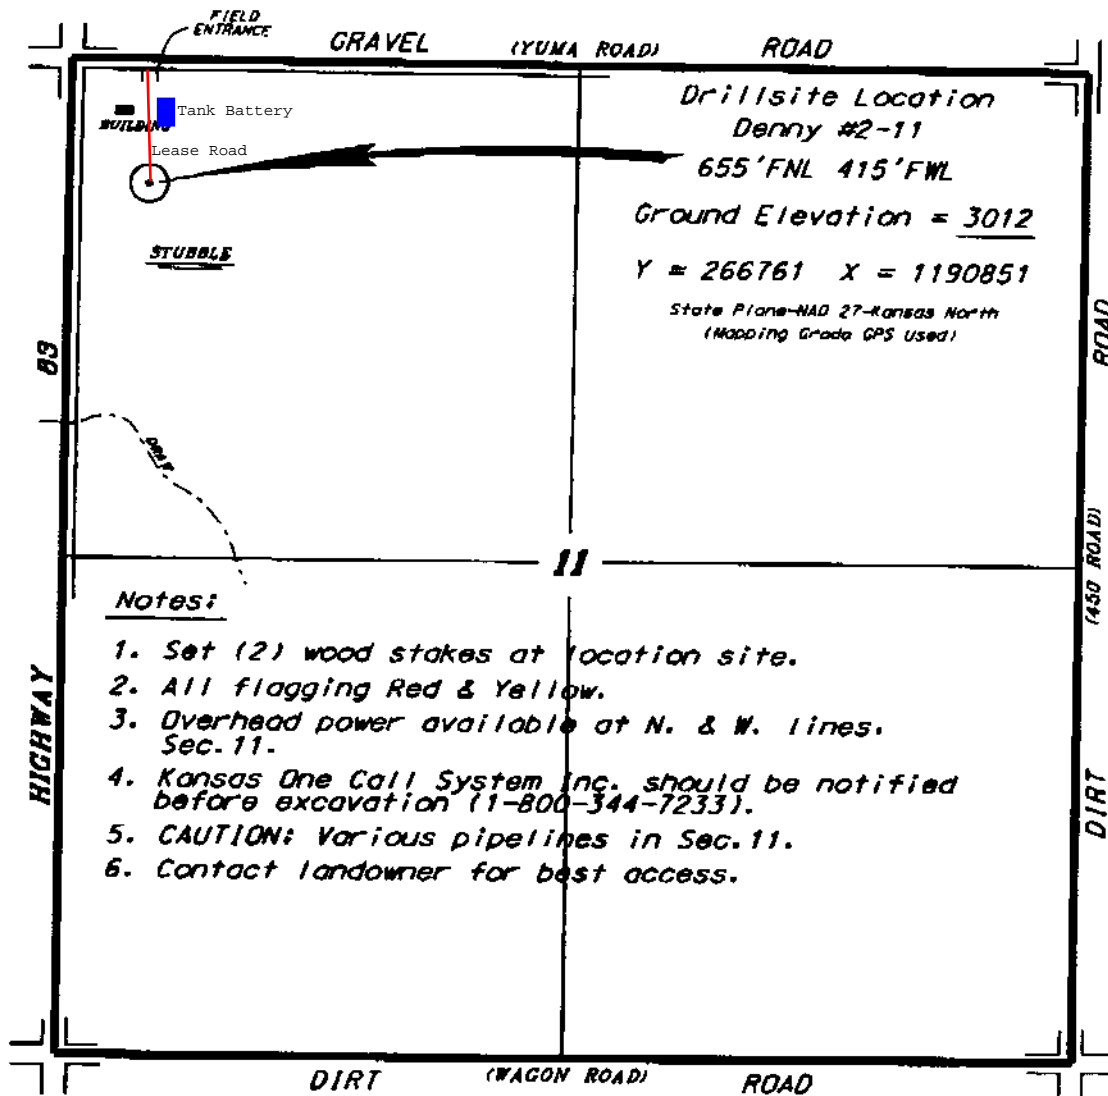 FIELD
ENTRANCE
GRAVEL (YUMA ROAD) ROAD
Drillsite Location
Denny #2-11
655'FNL 415'FWL
Ground Elevation = 3012
Y = 266761 X = 1190851
State Plane-NAD 27-Kansas North
(Mapping Grade GPS Used)
Tank Battery
BUILDING
Lease Road
STUBBLE
83
DRAW
ROAD
11
(450 ROAD)
Notes:
1. Set (2) wood stakes at location site.
2. All flagging Red & Yellow.
3. Overhead power available at N. & W. lines.
Sec.11.
4. Kansas One Call System Inc. should be notified
before excavation (1-800-344-7233).
5. CAUTION: Various pipelines in Sec.11.
6. Contact landowner for best access.
HIGHWAY
DIRT
DIRT (WAGON ROAD) ROAD